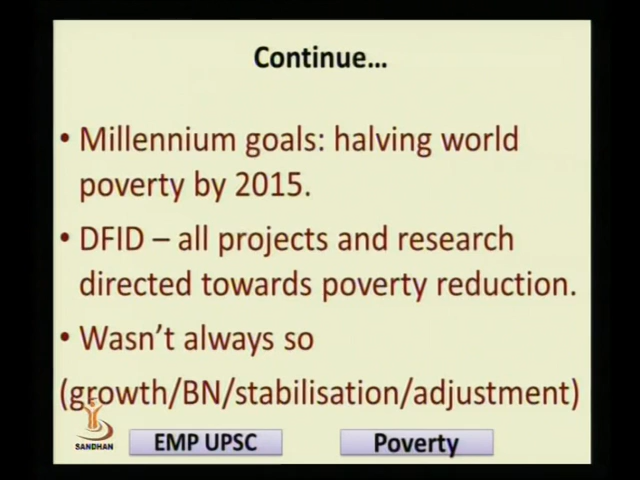 Continue...
• Millennium goals: halving world
poverty by 2015.
• DFID – all projects and research
directed towards poverty reduction.
• Wasn't always so
(growth/BN/stabilisation/adjustment)
SANDHAN
EMP UPSC
Poverty